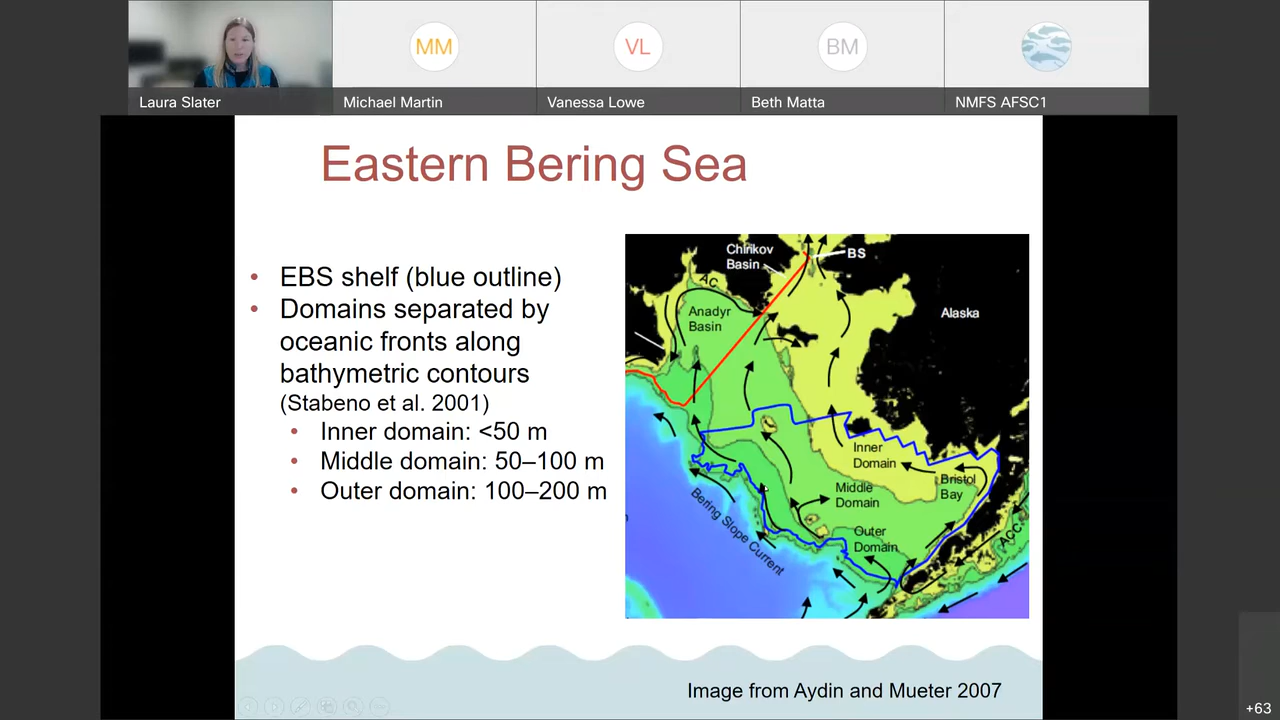 MM
VL
BM
Laura Slater
Michael Martin
Vanessa Lowe
Beth Matta
NMFS AFSC1
Eastern Bering Sea
• EBS shelf (blue outline)
• Domains separated by
oceanic fronts along
bathymetric contours
(Stabeno et al. 2001)
• Inner domain: <50 m
• Middle domain: 50–100 m
• Outer domain: 100–200 m
Chirikov
Basin
BS
AC
Anadyr
Basin
Alaska
Inner
Domain
Bristol
Bay
Middle
Domain
Outer
Domain
Bering Slope Current
ACC
Image from Aydin and Mueter 2007
+63